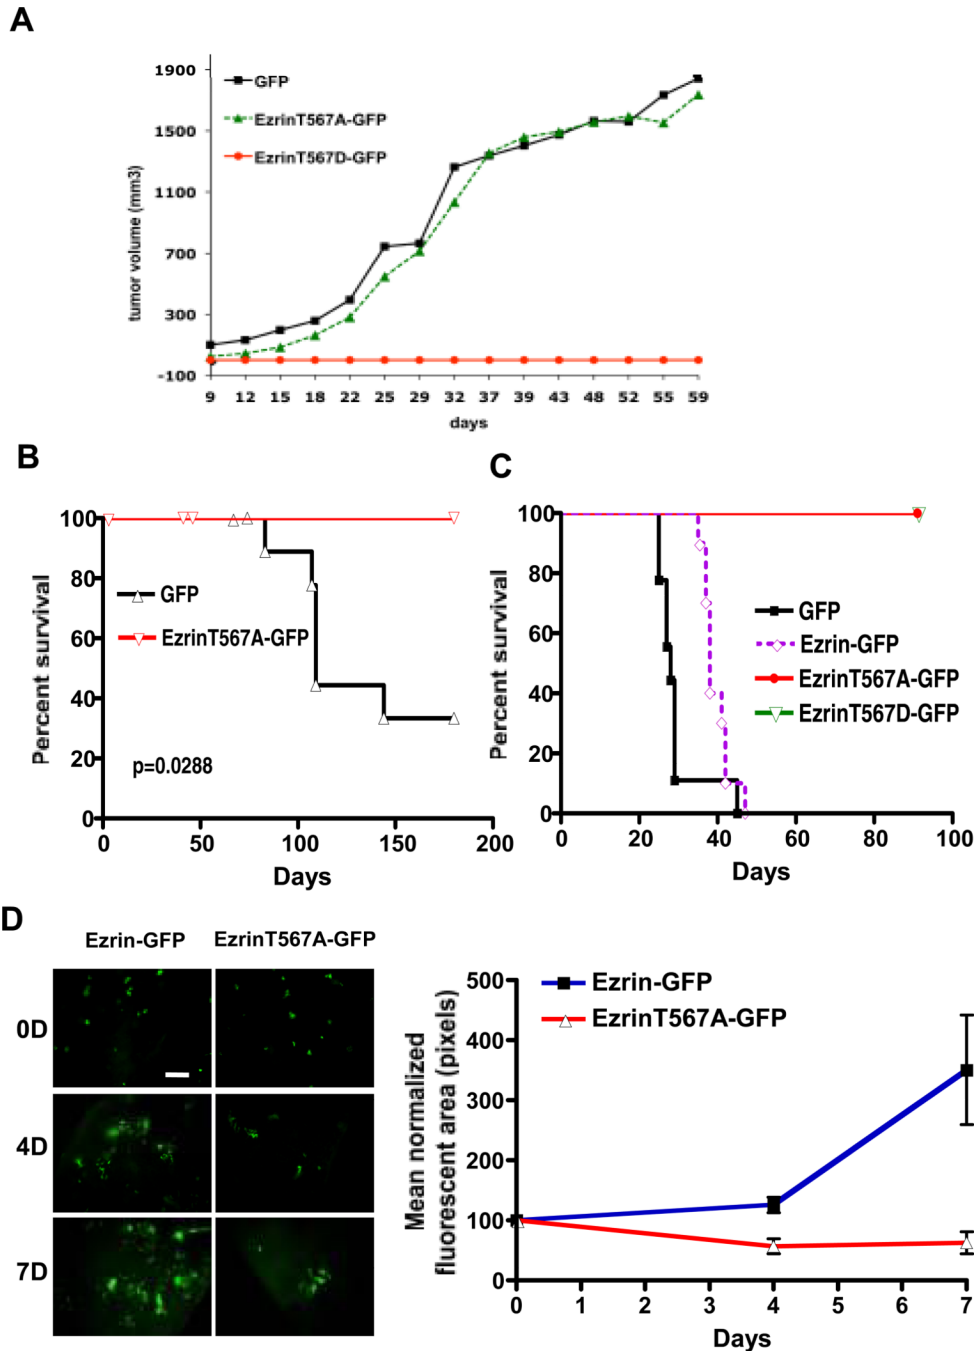 A
tumor volume (mm3)
1900
1500
1100
700
300
-100
GFP
EzrinT567A-GFP
EzrinT567D-GFP
9 12 15 18 22 25 29 32 37 39 43 48 52 55 59
days
B
Percent survival
100
80
60
40
20
0
GFP
EzrinT567A-GFP
p=0.0288
0 50 100 150 200
Days
C
Percent survival
100
80
60
40
20
0
GFP
Ezrin-GFP
EzrinT567A-GFP
EzrinT567D-GFP
0 20 40 60 80 100
Days
D
Ezrin-GFP EzrinT567A-GFP
0D
4D
7D
Mean normalized
fluorescent area (pixels)
500
400
300
200
100
0
Ezrin-GFP
EzrinT567A-GFP
0 1 2 3 4 5 6 7
Days